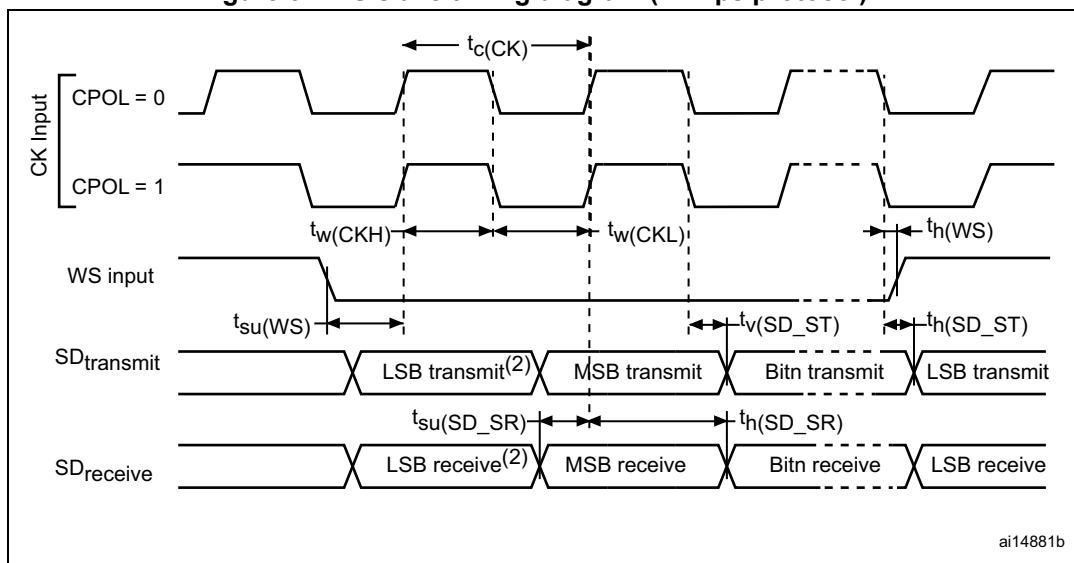 tc(CK)
CK Input
CPOL = 0
CPOL = 1
tw(CKH)
tw(CKL)
th(WS)
WS input
tsu(WS)
tv(SD_ST)
th(SD_ST)
SDtransmit
LSB transmit(2)
MSB transmit
Bitn transmit
LSB transmit
tsu(SD_SR)
th(SD_SR)
SDreceive
LSB receive(2)
MSB receive
Bitn receive
LSB receive
ai14881b